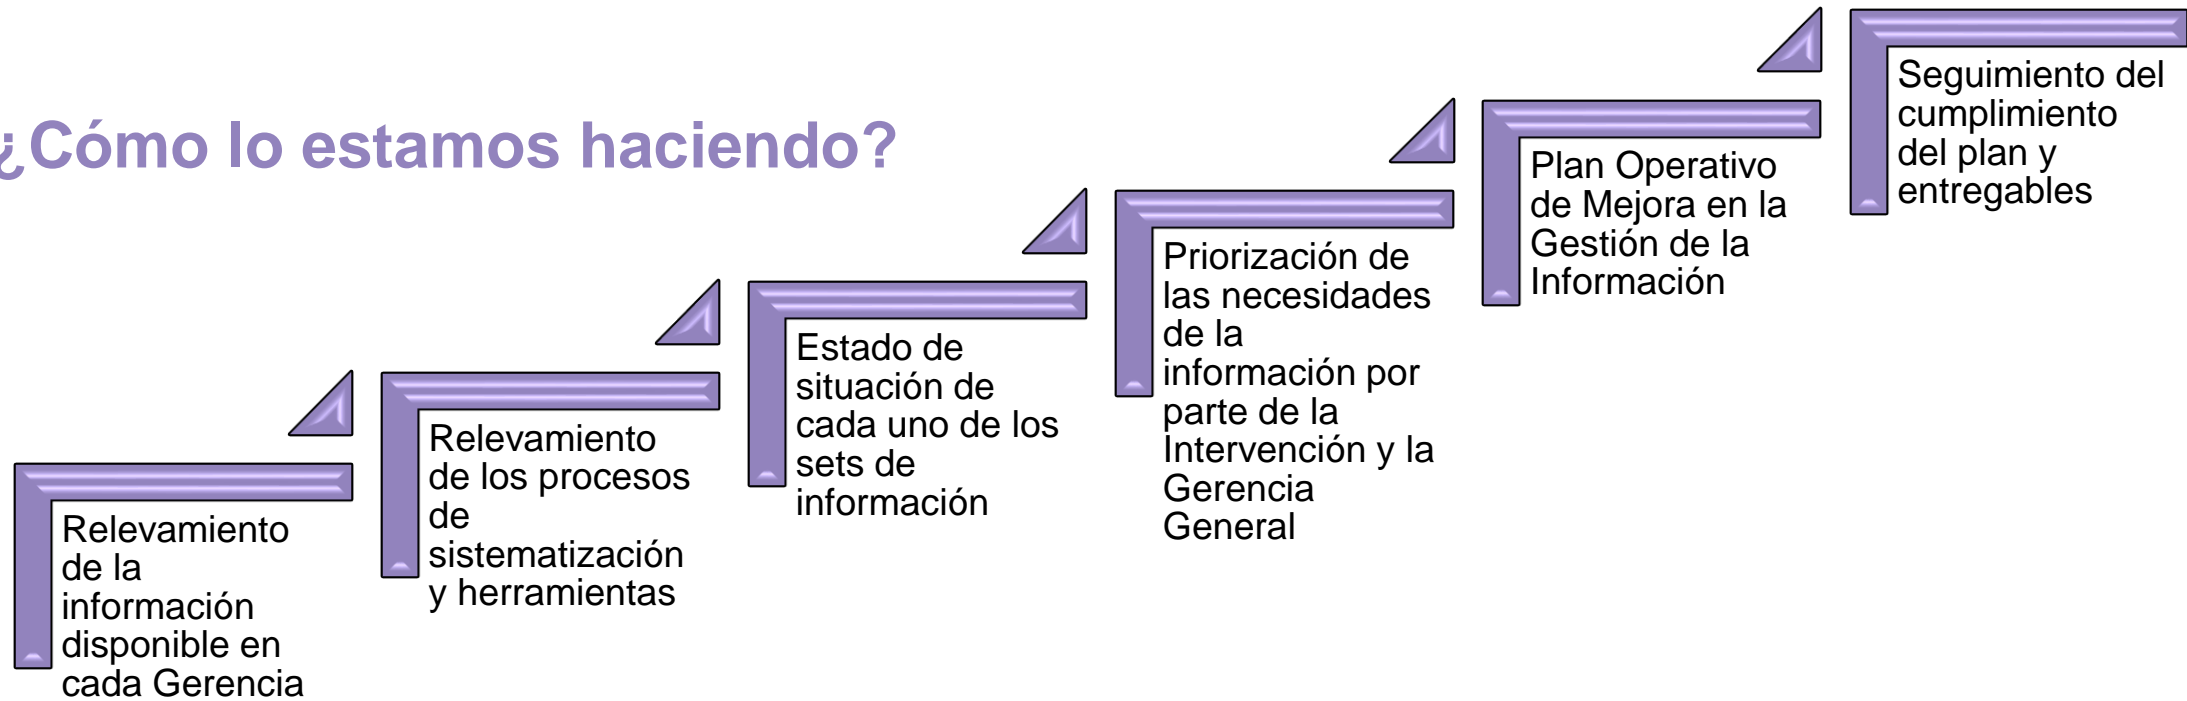 ¿Cómo lo estamos haciendo?
Relevamiento
de la
información
disponible en
cada Gerencia
Relevamiento
de los procesos
de
sistematización
y herramientas
Estado de
situación de
cada uno de los
sets de
información
Priorización de
las necesidades
de la
información por
parte de la
Intervención y la
Gerencia
General
Plan Operativo
de Mejora en la
Gestión de la
Información
Seguimiento del
cumplimiento
del plan y
entregables